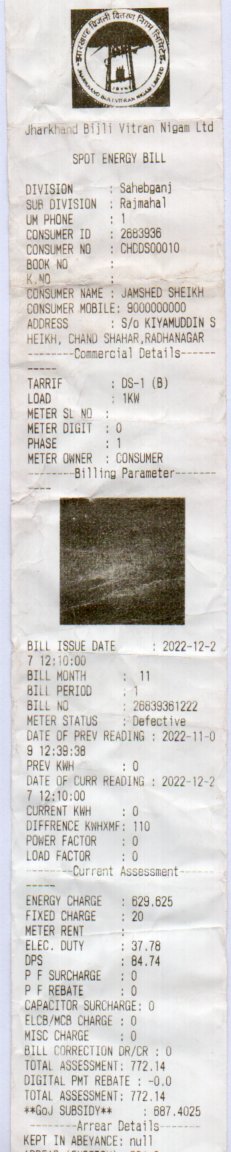 झारखण्ड बिजली वितरण निगम लिमिटेड
JHARKHAND BIJLI VITRAN NIGAM LIMITED
Jharkhand Bijli Vitran Nigam Ltd
SPOT ENERGY BILL
DIVISION : Sahebganj
SUB DIVISION : Rajmahal
UM PHONE : 1
CONSUMER ID : 2683936
CONSUMER NO : CHDDS00010
BOOK NO :
K.NO :
CONSUMER NAME : JAMSHED SHEIKH
CONSUMER MOBILE: 9000000000
ADDRESS : S/o KIYAMUDDIN S
HEIKH, CHAND SHAHAR,RADHANAGAR
--------Commercial Details------
-----
TARRIF : DS-1 (B)
LOAD : 1KW
METER SL NO :
METER DIGIT : 0
PHASE : 1
METER OWNER : CONSUMER
--------Billing Parameter-------
----
BILL ISSUE DATE : 2022-12-2
7 12:10:00
BILL MONTH : 11
BILL PERIOD : 1
BILL NO : 26839361222
METER STATUS : Defective
DATE OF PREV READING : 2022-11-0
9 12:39:38
PREV KWH : 0
DATE OF CURR READING : 2022-12-2
7 12:10:00
CURRENT KWH : 0
DIFFRENCE KWHXMF: 110
POWER FACTOR : 0
LOAD FACTOR : 0
--------Current Assessment------
-----
ENERGY CHARGE : 629.625
FIXED CHARGE : 20
METER RENT :
ELEC. DUTY : 37.78
DPS : 84.74
P F SURCHARGE : 0
P F REBATE : 0
CAPACITOR SURCHARGE: 0
ELCB/MCB CHARGE : 0
MISC CHARGE : 0
BILL CORRECTION DR/CR : 0
TOTAL ASSESSMENT: 772.14
DIGITAL PMT REBATE : -0.0
TOTAL ASSESSMENT: 772.14
**GoJ SUBSIDY** : 687.4025
--------Arrear Details------
KEPT IN ABEYANCE: null